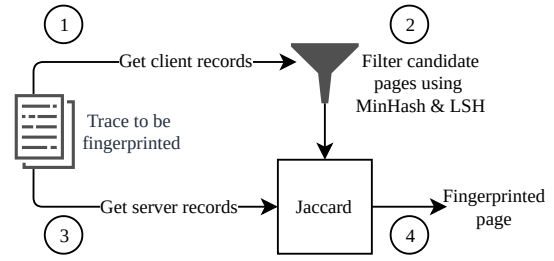 1
2
Get client records
Filter candidate
pages using
MinHash & LSH
Trace to be
fingerprinted
Get server records
Jaccard
Fingerprinted
page
3
4